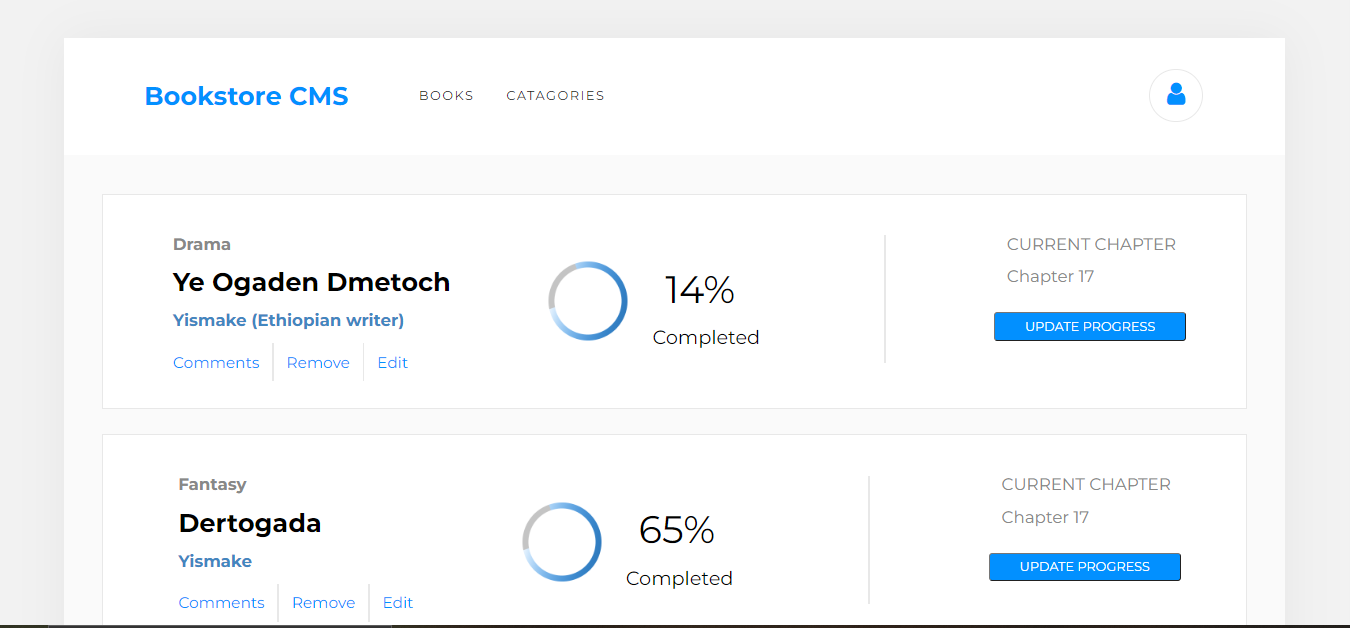 Bookstore CMS
BOOKS
CATAGORIES
Drama
Ye Ogaden Dmetoch
Yismake (Ethiopian writer)
Comments
Remove
Edit
14%
Completed
CURRENT CHAPTER
Chapter 17
UPDATE PROGRESS
Fantasy
Dertogada
Yismake
Comments
Remove
Edit
65%
Completed
CURRENT CHAPTER
Chapter 17
UPDATE PROGRESS